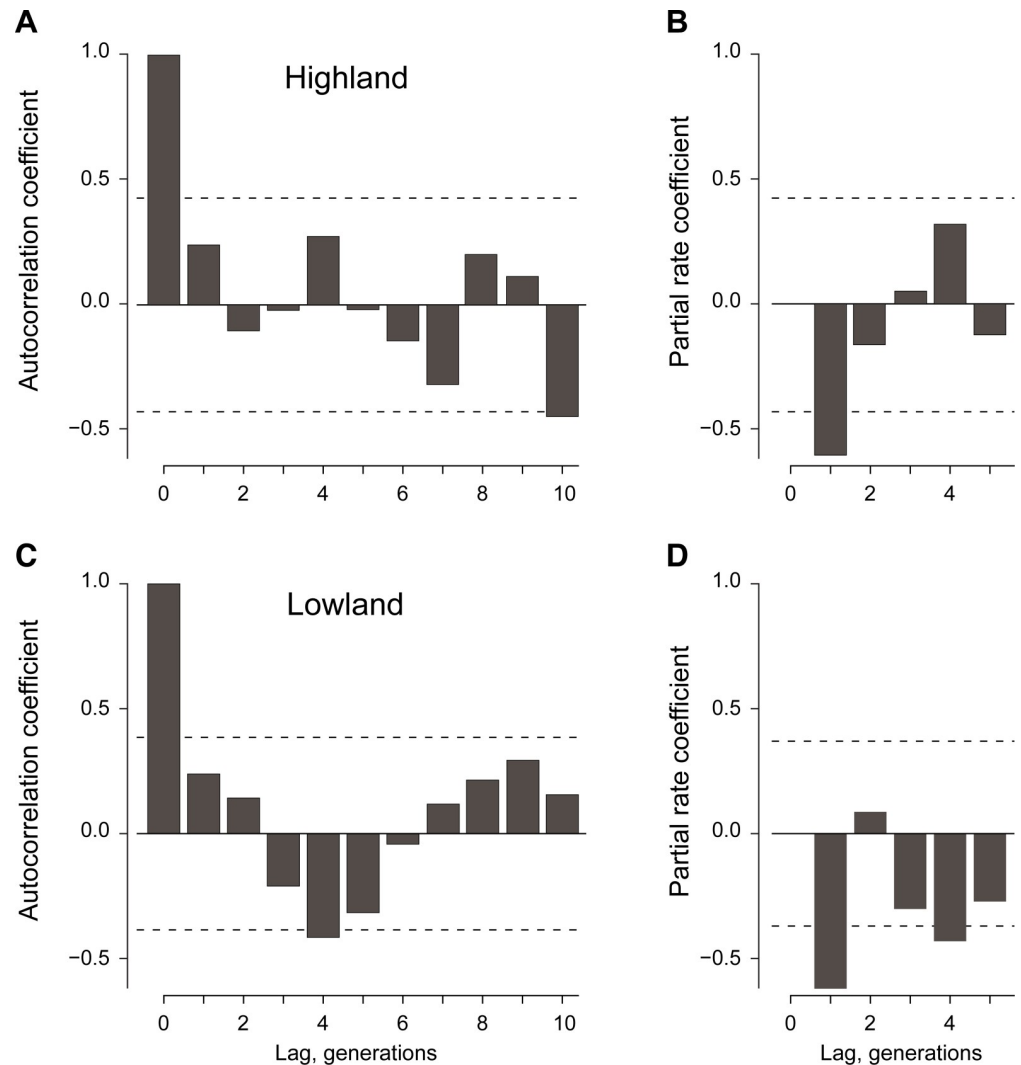 A
Highland
Autocorrelation coefficient
1.0
0.5
0.0
−0.5
0 2 4 6 8 10
B
Partial rate coefficient
1.0
0.5
0.0
−0.5
0 2 4
C
Lowland
Autocorrelation coefficient
1.0
0.5
0.0
−0.5
0 2 4 6 8 10
Lag, generations
D
Partial rate coefficient
1.0
0.5
0.0
−0.5
0 2 4
Lag, generations